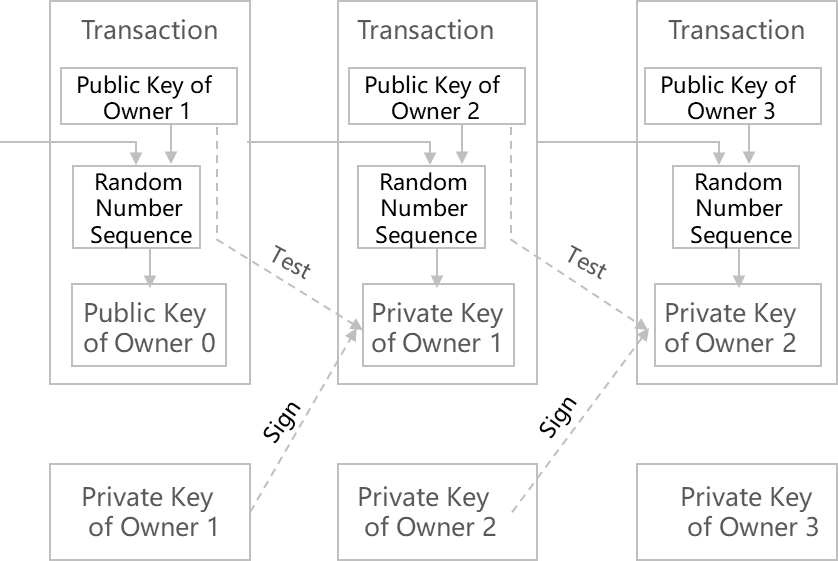 Transaction
Public Key of
Owner 1
Random
Number
Sequence
Public Key
of Owner 0
Transaction
Public Key of
Owner 2
Random
Number
Sequence
Private Key
of Owner 1
Transaction
Public Key of
Owner 3
Random
Number
Sequence
Private Key
of Owner 2
Test
Test
Sign
Sign
Private Key
of Owner 1
Private Key
of Owner 2
Private Key
of Owner 3